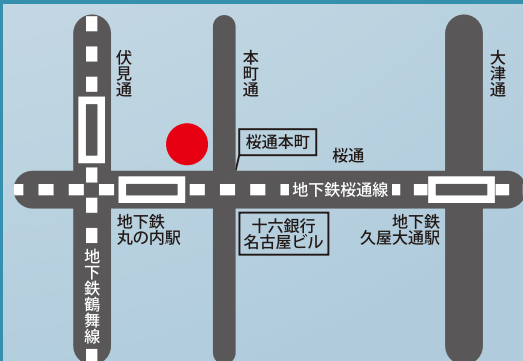 伏見通
本町通
大津通
桜通本町
桜通
地下鉄桜通線
地下鉄
丸の内駅
十六銀行
名古屋ビル
地下鉄
久屋大通駅
地下鉄鶴舞線